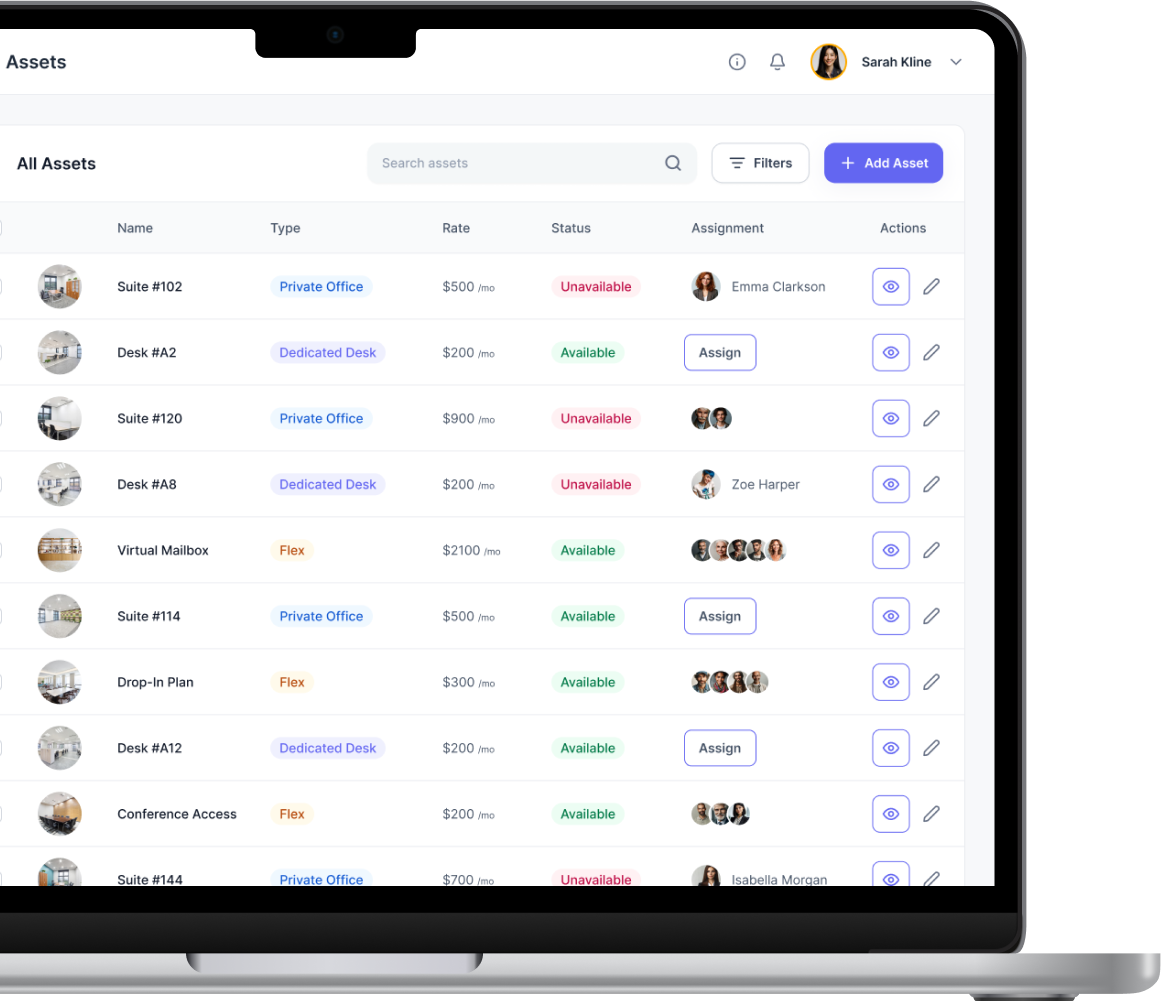 Assets
Sarah Kline
All Assets
Search assets
Filters
+ Add Asset
Name Type Rate Status Assignment Actions
Suite #102 Private Office $500 /mo Unavailable Emma Clarkson
Desk #A2 Dedicated Desk $200 /mo Available Assign
Suite #120 Private Office $900 /mo Unavailable
Desk #A8 Dedicated Desk $200 /mo Unavailable Zoe Harper
Virtual Mailbox Flex $2100 /mo Available
Suite #114 Private Office $500 /mo Available Assign
Drop-In Plan Flex $300 /mo Available
Desk #A12 Dedicated Desk $200 /mo Available Assign
Conference Access Flex $200 /mo Available
Suite #144 Private Office $700 /mo Unavailable Isabella Morgan